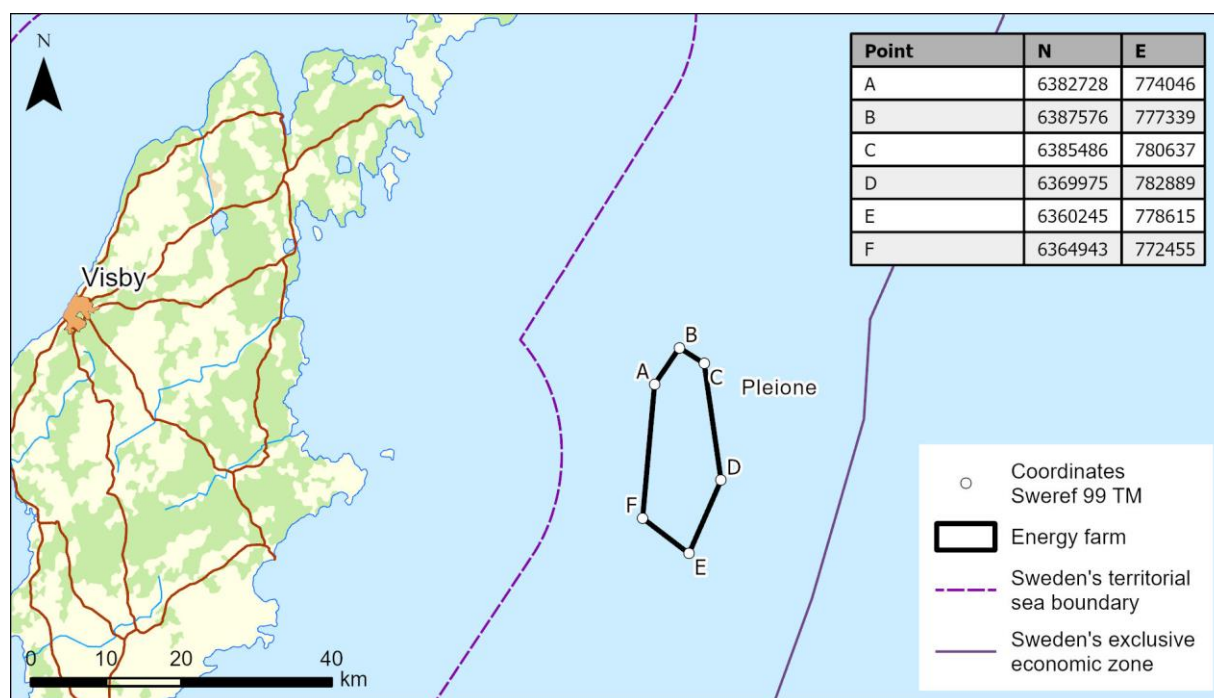 N
Point N E
A 6382728 774046
B 6387576 777339
C 6385486 780637
D 6369975 782889
E 6360245 778615
F 6364943 772455
Visby
B
A
C
Pleione
D
F
E
Coordinates
Sweref 99 TM
Energy farm
Sweden's territorial
sea boundary
Sweden's exclusive
economic zone
0 10 20 40
km